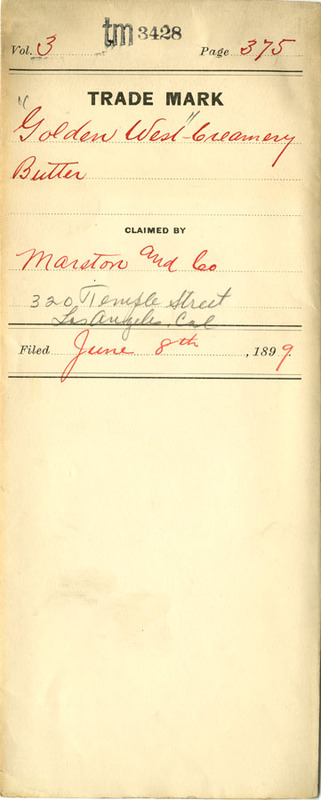 tm 3428
Vol. 3 Page 375
TRADE MARK
"Golden West" Creamery
Butter
CLAIMED BY
Marston and Co
320 Temple Street
Los Angeles. Cal
Filed June 8th, 1899.